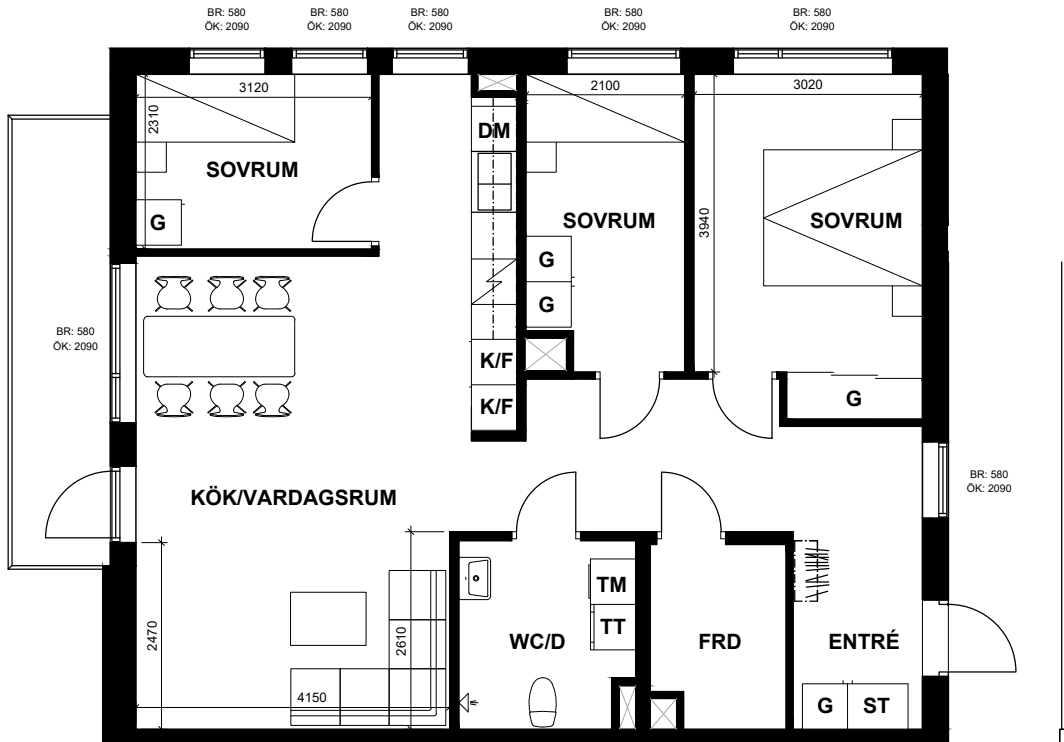 BR: 580
ÖK: 2090
BR: 580
ÖK: 2090
BR: 580
ÖK: 2090
BR: 580
ÖK: 2090
BR: 580
ÖK: 2090
3120
2100
3020
2310
DM
SOVRUM
G
SOVRUM
3940
SOVRUM
G
G
BR: 580
ÖK: 2090
K/F
K/F
G
KÖK/VARDAGSRUM
BR: 580
ÖK: 2090
2470
2610
TM
TT
WC/D
FRD
ENTRÉ
4150
G
ST